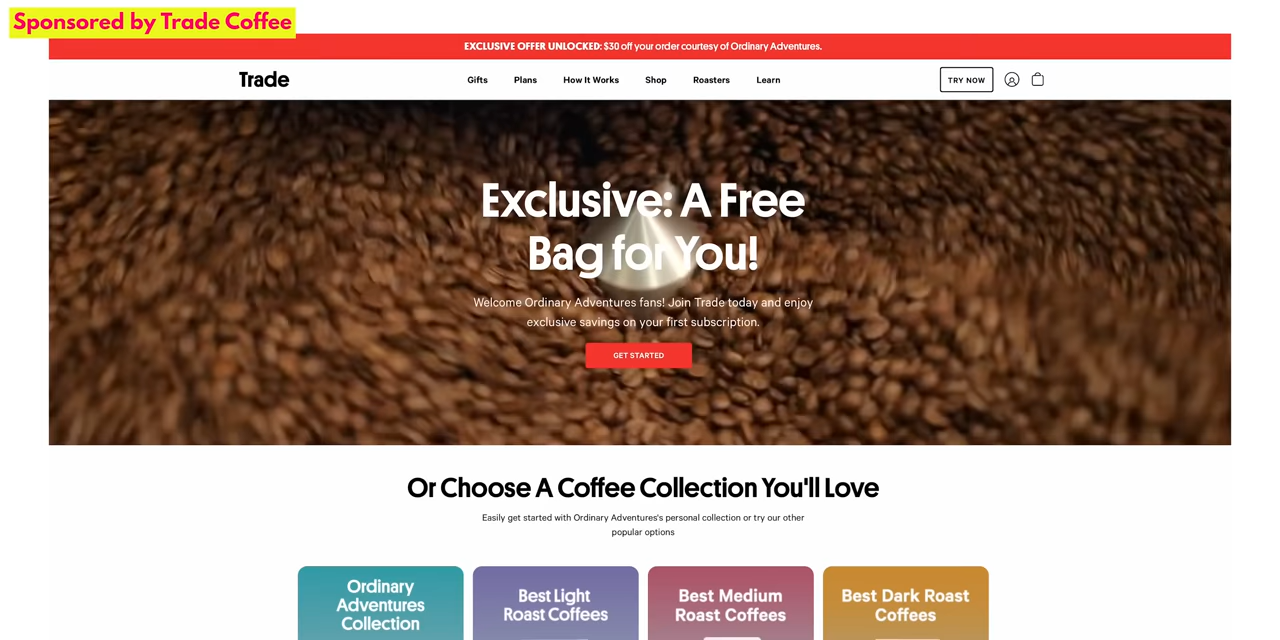 Sponsored by Trade Coffee
EXCLUSIVE OFFER UNLOCKED: $30 off your order courtesy of Ordinary Adventures.
Trade
Gifts
Plans
How It Works
Shop
Roasters
Learn
TRY NOW
Exclusive: A Free
Bag for You!
Welcome Ordinary Adventures fans! Join Trade today and enjoy
exclusive savings on your first subscription.
GET STARTED
Or Choose A Coffee Collection You'll Love
Easily get started with Ordinary Adventures's personal collection or try our other
popular options
Ordinary
Adventures
Collection
Best Light
Roast Coffees
Best Medium
Roast Coffees
Best Dark Roast
Coffees